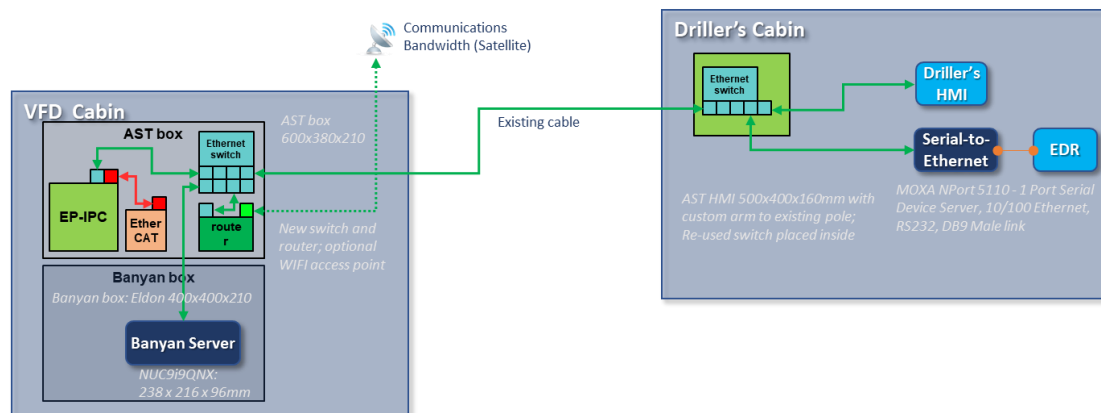 Communications
Bandwidth (Satellite)
Driller's Cabin
Ethernet
switch
Driller's
HMI
Serial-to-
Ethernet
EDR
AST HMI 500x400x160mm with
custom arm to existing pole;
Re-used switch placed inside
MOXA NPort 5110 - 1 Port Serial
Device Server, 10/100 Ethernet,
RS232, DB9 Male link
Existing cable
VFD Cabin
AST box
AST box
600x380x210
Ethernet
switch
EP-IPC
Ether
CAT
route
r
New switch and
router; optional
WIFI access point
Banyan box
Banyan box: Eldon 400x400x210
Banyan Server
NUC9i9QNX:
238 x 216 x 96mm